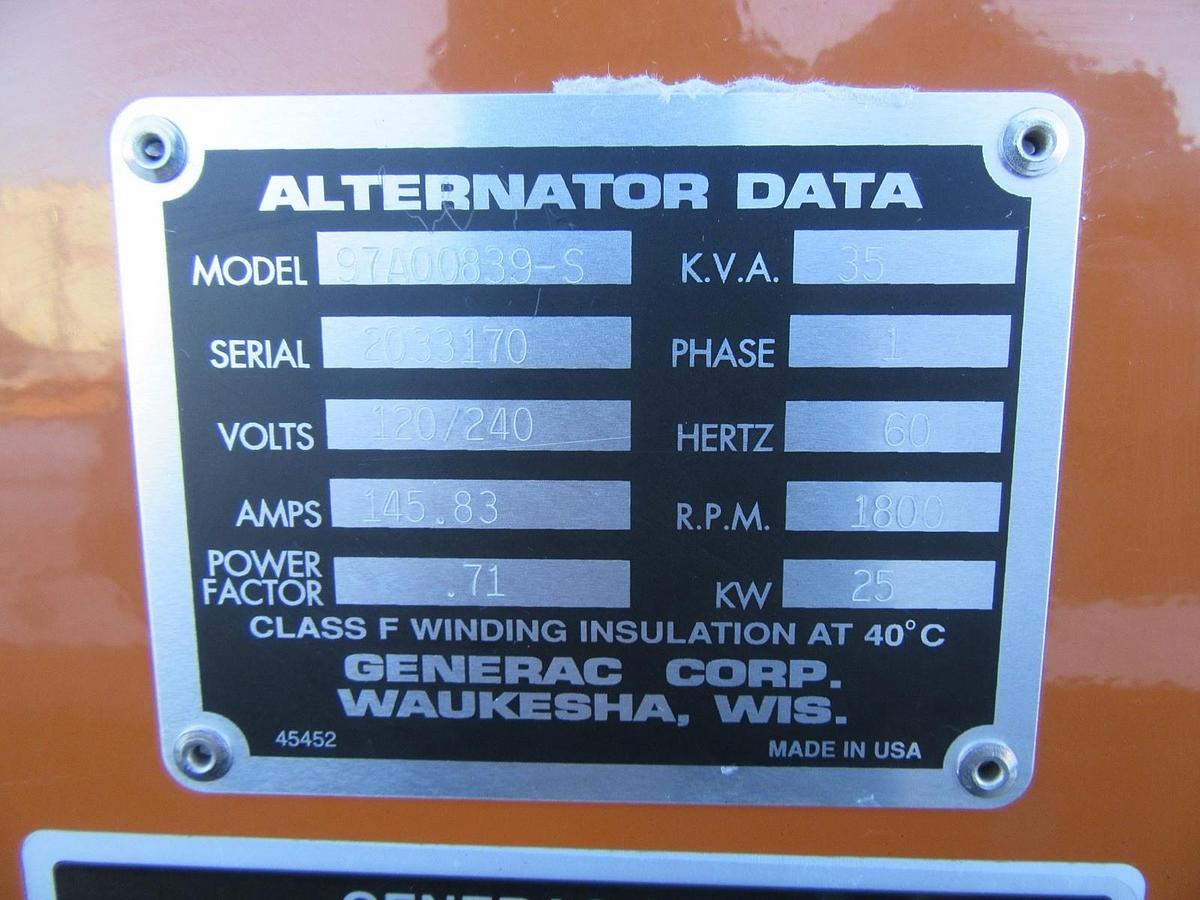 ALTERNATOR DATA
MODEL 97A00839-S K.V.A. 35
SERIAL 2033170 PHASE 1
VOLTS 120/240 HERTZ 60
AMPS 145.83 R.P.M. 1800
POWER FACTOR .71 KW 25
CLASS F WINDING INSULATION AT 40°C
GENERAC CORP.
WAUKESHA, WIS.
45452 MADE IN USA